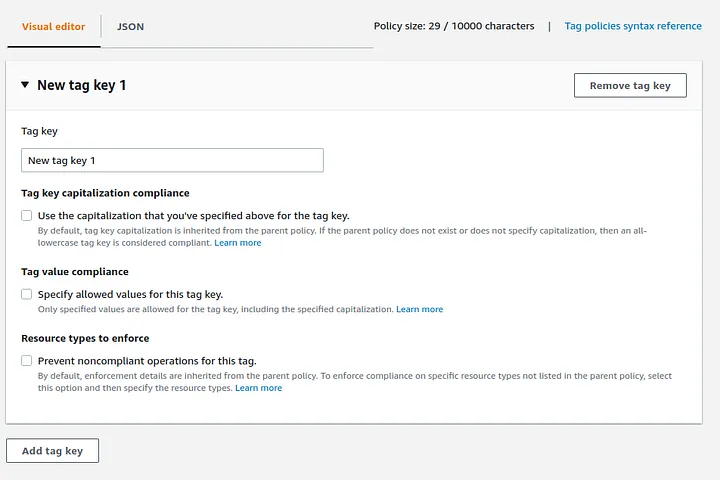 Visual editor
JSON
Policy size: 29 / 10000 characters | Tag policies syntax reference
New tag key 1
Remove tag key
Tag key
New tag key 1
Tag key capitalization compliance
Use the capitalization that you've specified above for the tag key.
By default, tag key capitalization is inherited from the parent policy. If the parent policy does not exist or does not specify capitalization, then an all-
lowercase tag key is considered compliant. Learn more
Tag value compliance
Specify allowed values for this tag key.
Only specified values are allowed for the tag key, including the specified capitalization. Learn more
Resource types to enforce
Prevent noncompliant operations for this tag.
By default, enforcement details are inherited from the parent policy. To enforce compliance on specific resource types not listed in the parent policy, select
this option and then specify the resource types. Learn more
Add tag key